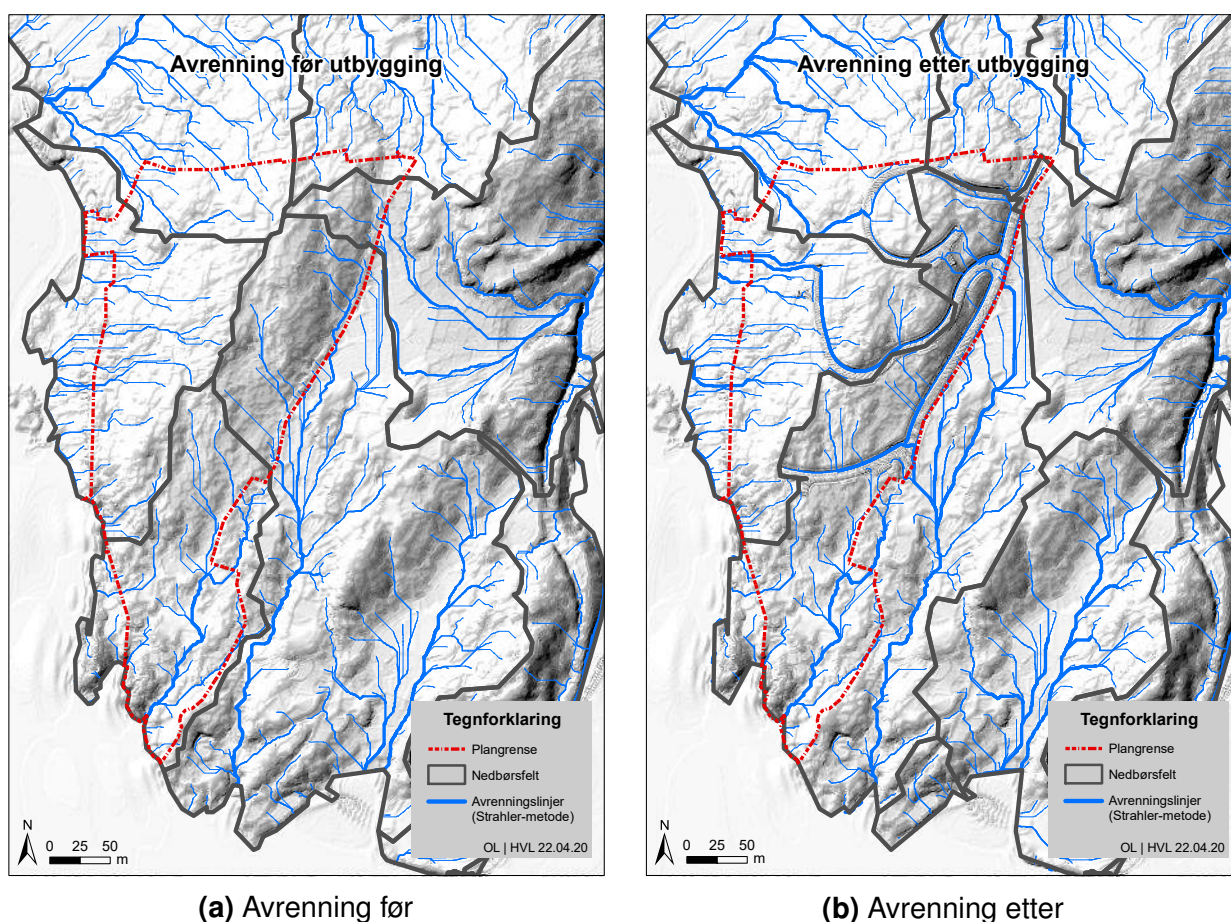 Avrenning før utbygging
Tegnforklaring
Plangrense
Nedbørsfelt
Avrenningslinjer
(Strahler-metode)
OL | HVL 22.04.20
N
0 25 50
m
(a) Avrenning før
Avrenning etter utbygging
Tegnforklaring
Plangrense
Nedbørsfelt
Avrenningslinjer
(Strahler-metode)
OL | HVL 22.04.20
N
0 25 50
m
(b) Avrenning etter